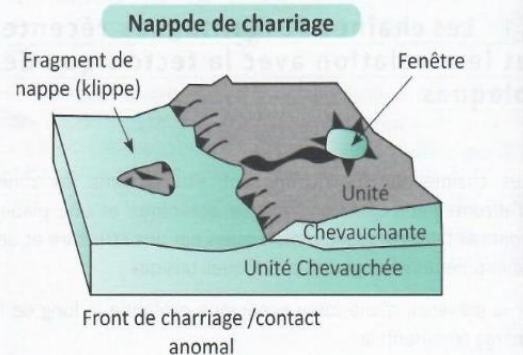 Nappde de charriage
Fragment de
nappe (klippe)
Fenêtre
Unité
Chevauchante
Unité Chevauchée
Front de charriage /contact
anomal